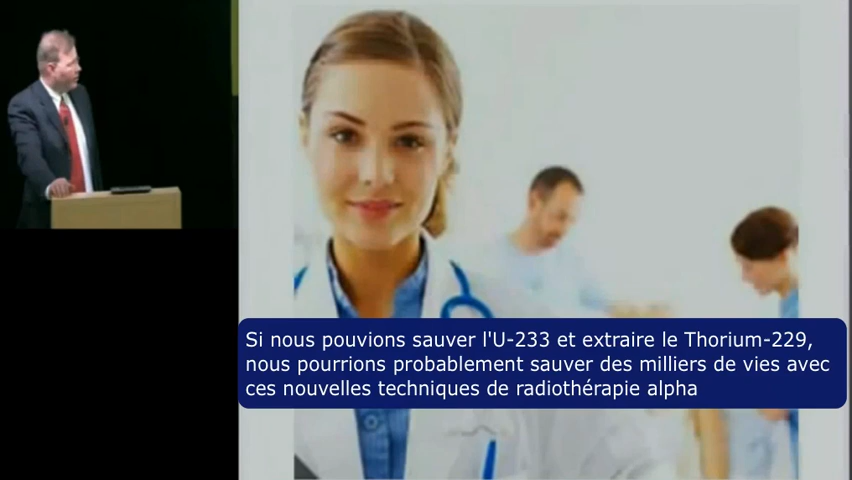 Si nous pouvions sauver l'U-233 et extraire le Thorium-229,
nous pourrions probablement sauver des milliers de vies avec
ces nouvelles techniques de radiothérapie alpha